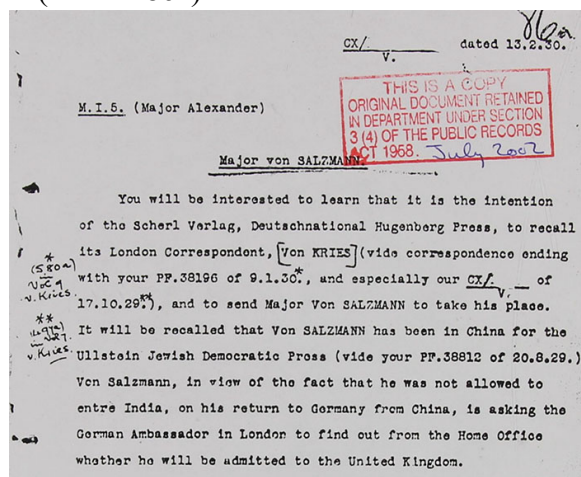 CX/
V.
dated 13.2.30.
THIS IS A COPY
ORIGINAL DOCUMENT RETAINED
IN DEPARTMENT UNDER SECTION
3 (4) OF THE PUBLIC RECORDS
ACT 1958. July 2002
M.I.5. (Major Alexander)
Major von SALZMANN.
You will be interested to learn that it is the intention
of the Scherl Verlag, Deutschnational Hugenberg Press, to recall
its London Correspondent, [Von KRIES] (vide correspondence ending
with your PF.38196 of 9.1.30*, and especially our CX/. of
V.
17.10.29**), and to send Major Von SALZMANN to take his place.
It will be recalled that Von SALZMANN has been in China for the
Ullstein Jewish Democratic Press (vide your PF.38812 of 20.8.29.)
Von Salzmann, in view of the fact that he was not allowed to
entre India, on his return to Germany from China, is asking the
German Ambassador in London to find out from the Home Office
whether he will be admitted to the United Kingdom.
*
(580a)
in
v. Kries.
**
v. Kries.